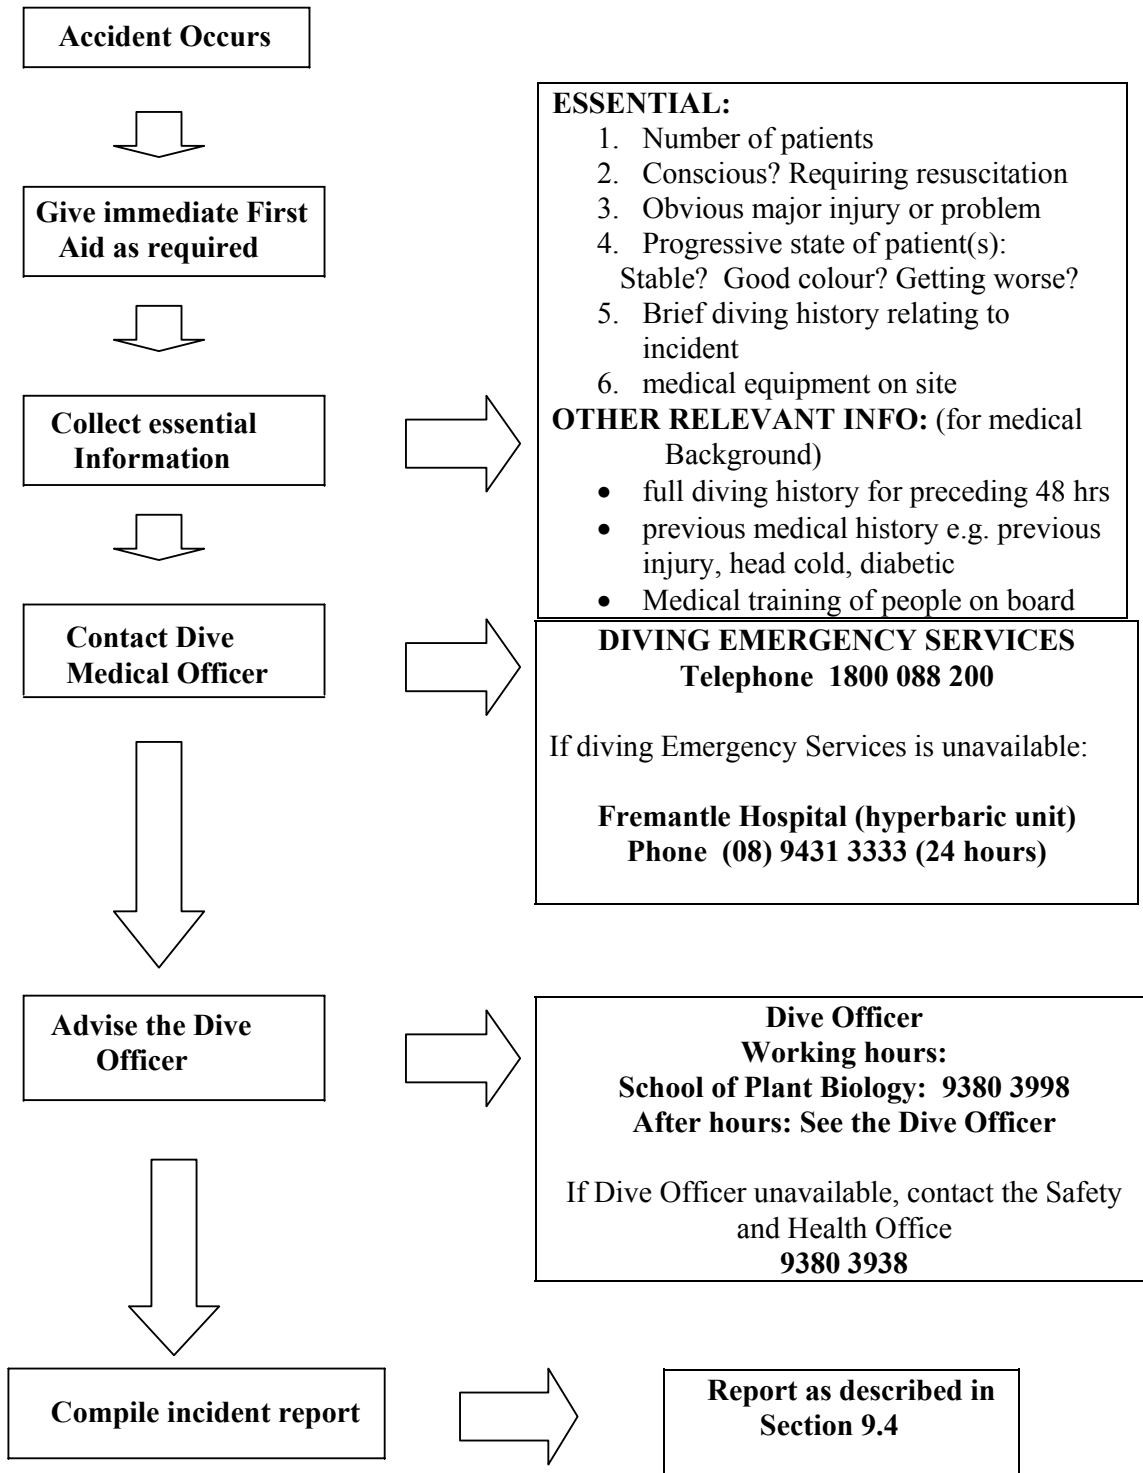 Accident Occurs
Give immediate First
Aid as required
Collect essential
Information
ESSENTIAL:
1. Number of patients
2. Conscious? Requiring resuscitation
3. Obvious major injury or problem
4. Progressive state of patient(s):
Stable? Good colour? Getting worse?
5. Brief diving history relating to
incident
6. medical equipment on site
OTHER RELEVANT INFO: (for medical
Background)
• full diving history for preceding 48 hrs
• previous medical history e.g. previous
injury, head cold, diabetic
• Medical training of people on board
Contact Dive
Medical Officer
DIVING EMERGENCY SERVICES
Telephone 1800 088 200
If diving Emergency Services is unavailable:
Fremantle Hospital (hyperbaric unit)
Phone (08) 9431 3333 (24 hours)
Advise the Dive
Officer
Dive Officer
Working hours:
School of Plant Biology: 9380 3998
After hours: See the Dive Officer
If Dive Officer unavailable, contact the Safety
and Health Office
9380 3938
Compile incident report
Report as described in
Section 9.4